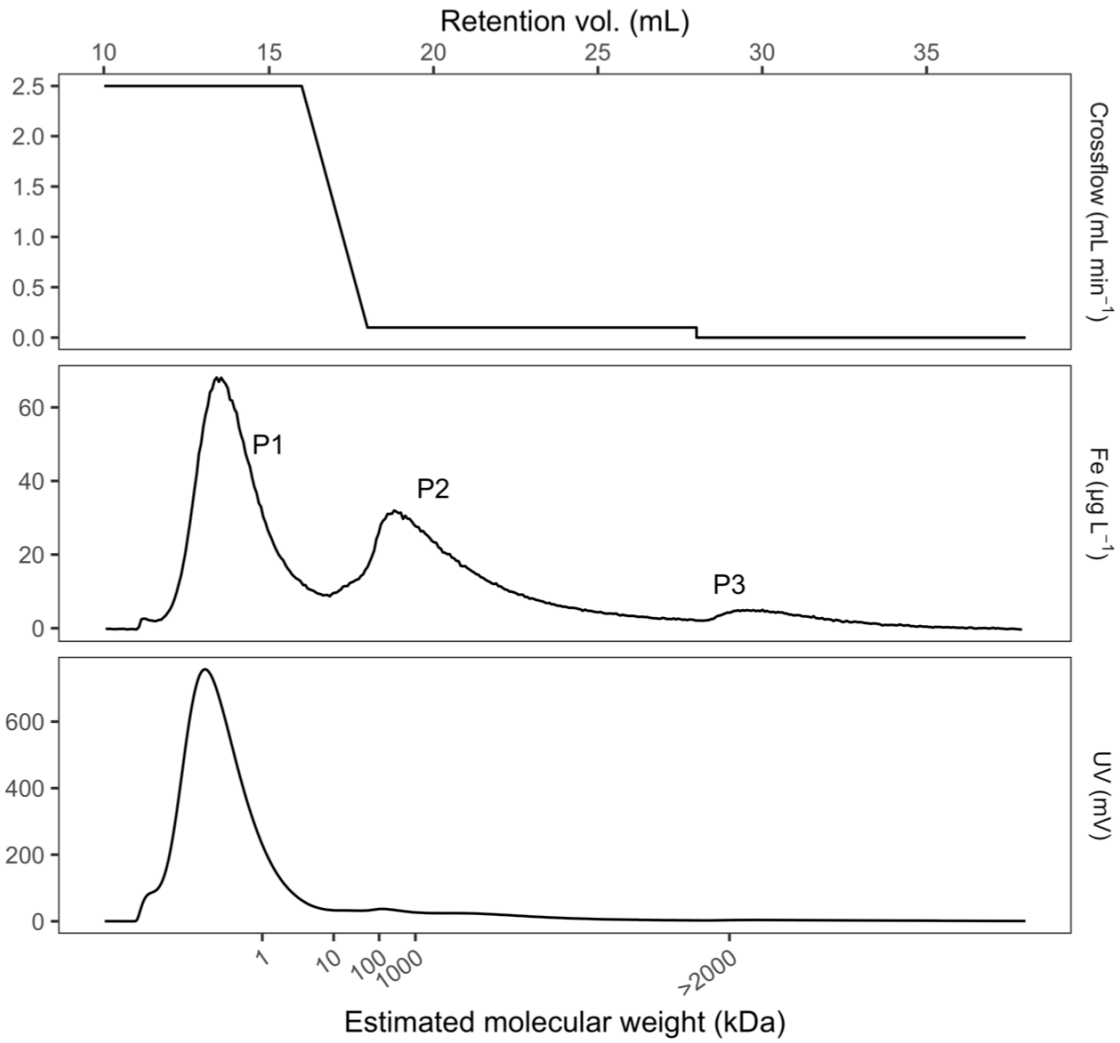 Retention vol. (mL)
10 15 20 25 30 35
2.5
2.0
1.5
1.0
0.5
0.0
Crossflow (mL min⁻¹)
60
40
20
0
P1
P2
P3
Fe (µg L⁻¹)
600
400
200
0
UV (mV)
1 10 100 1000 >2000
Estimated molecular weight (kDa)